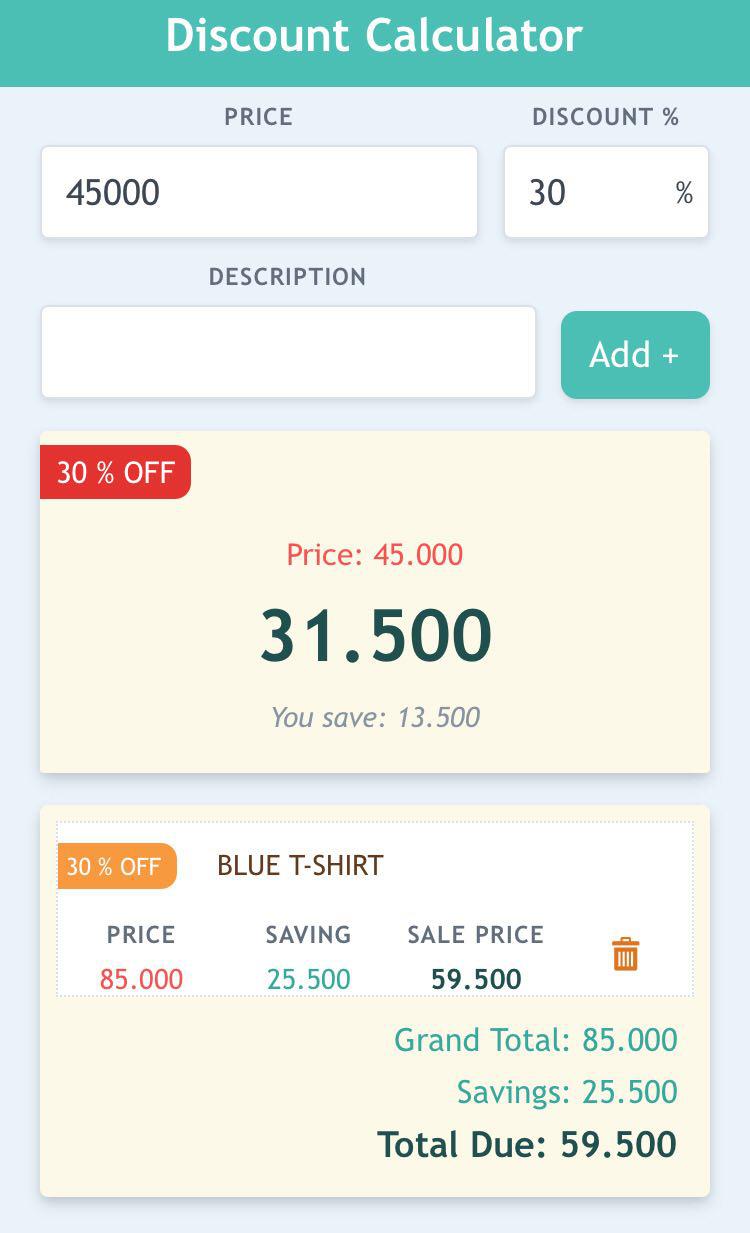 Discount Calculator
PRICE DISCOUNT %
45000 30 %
DESCRIPTION
Add +
30 % OFF
Price: 45.000
31.500
You save: 13.500
30 % OFF BLUE T-SHIRT
PRICE SAVING SALE PRICE
85.000 25.500 59.500
Grand Total: 85.000
Savings: 25.500
Total Due: 59.500